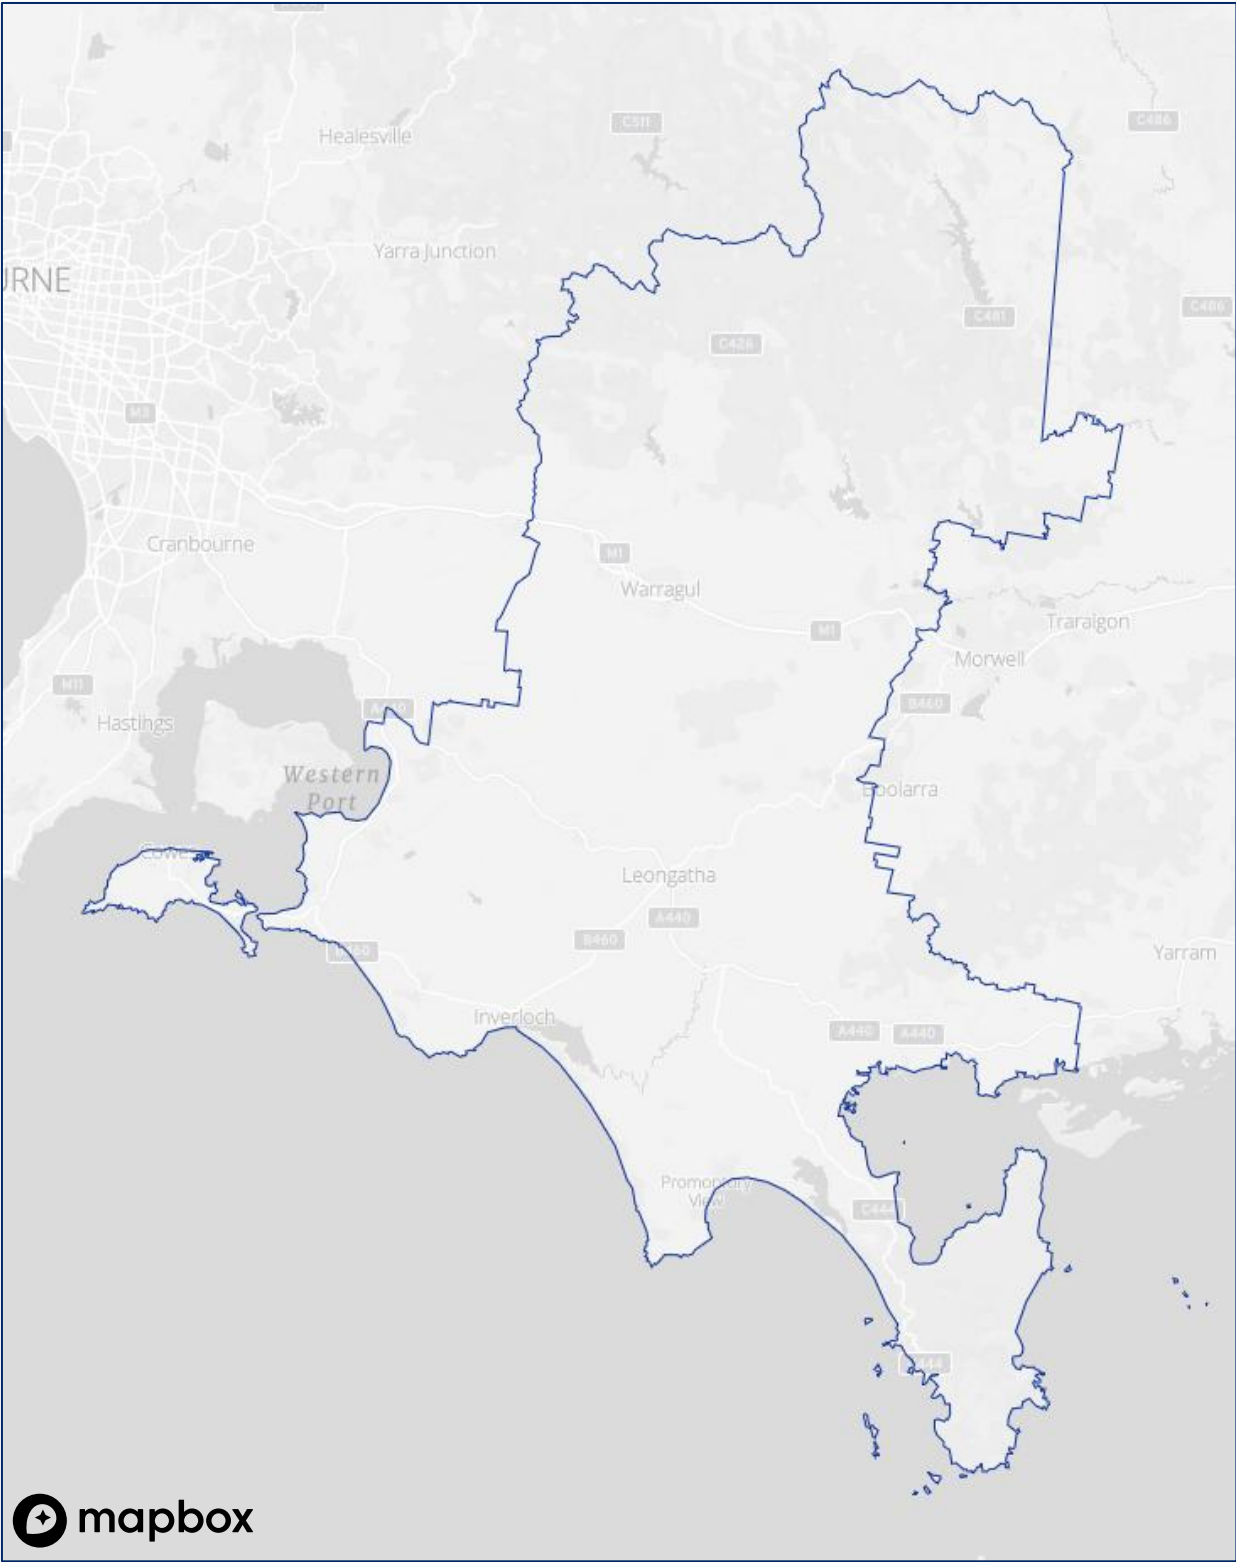 C511
C486
Healesville
Yarra Junction
URNE
C481
C486
C426
M3
Cranbourne
M1
Warragul
M1
Traralgon
Morwell
M11
B460
Hastings
Western
Port
Boolarra
Cowes
Leongatha
A440
B460
B460
Yarram
Inverloch
A440
A440
Promontory
View
C444
mapbox